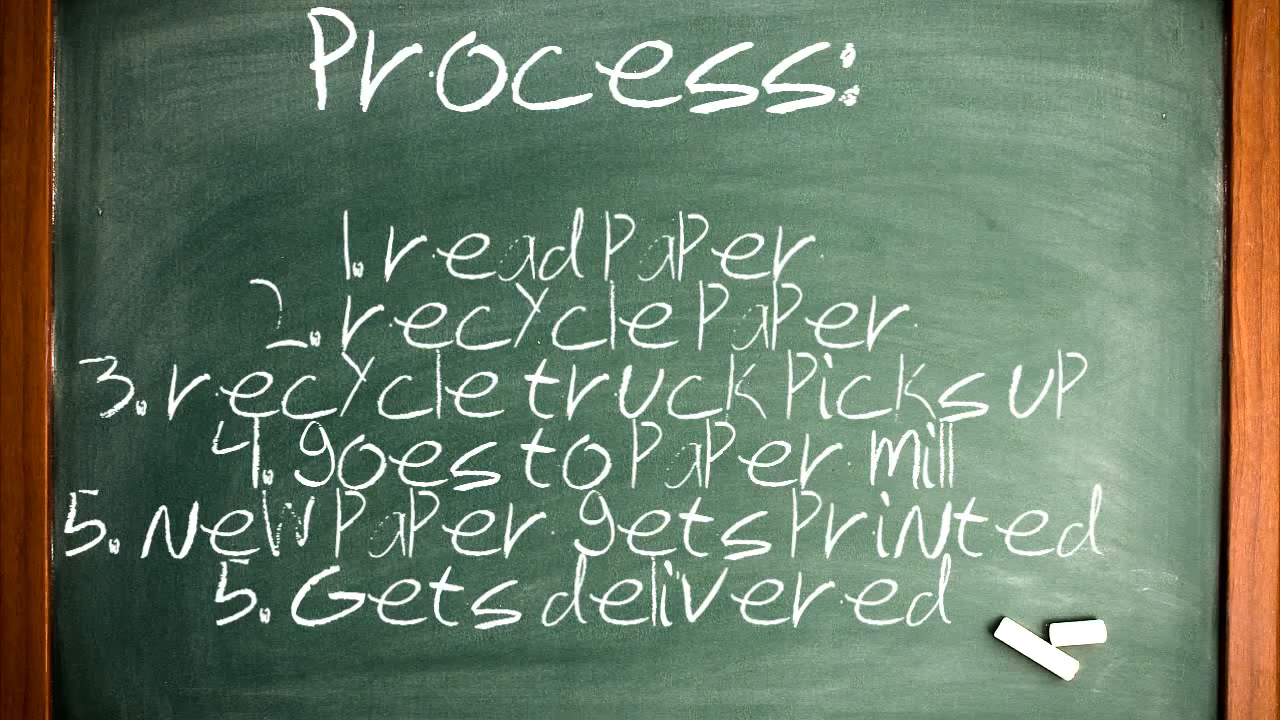 Process:
1. read paper
2. recycle paper
3. recycle truck picks up
4. goes to paper mill
5. New paper gets printed
5. Gets delivered